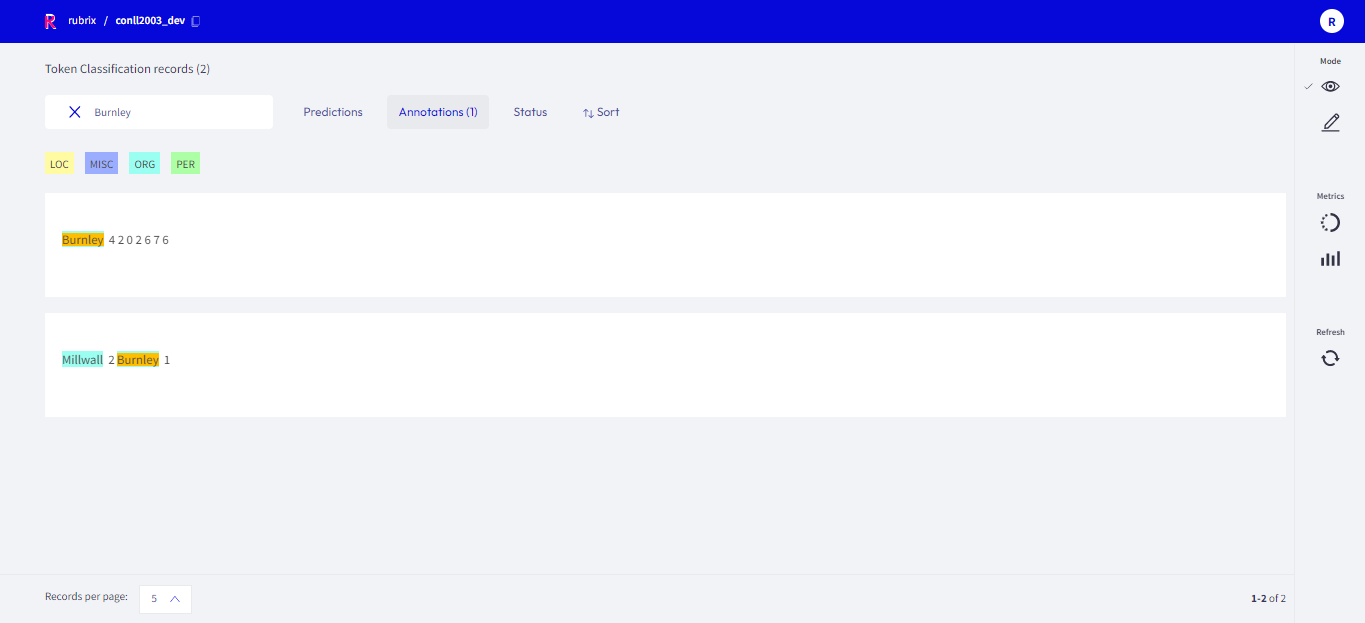 R rubrix / conll2003_dev R
Token Classification records (2)
Burnley Predictions Annotations (1) Status Sort
LOC MISC ORG PER
Burnley 4 2 0 2 6 7 6
Millwall 2 Burnley 1
Records per page: 5 1-2 of 2
Mode
Metrics
Refresh